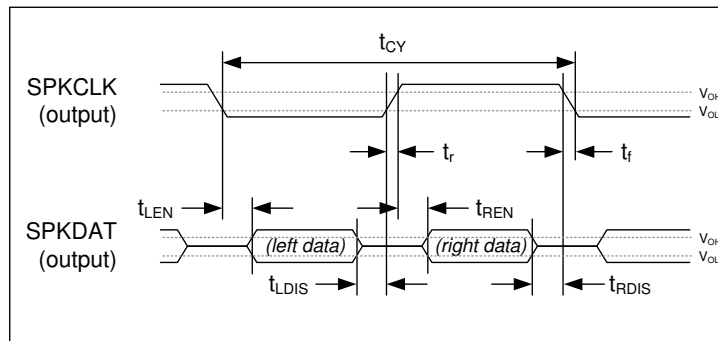 tCY
SPKCLK
(output)
VOH
VOL
tr
tf
tLEN
tREN
SPKDAT
(output)
(left data)
(right data)
VOH
VOL
tLDIS
tRDIS